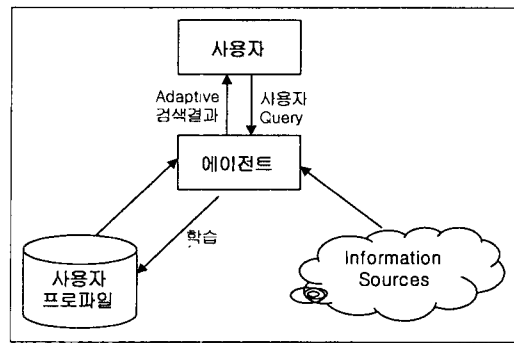 사용자
Adaptive
검색결과
사용자
Query
에이전트
학습
사용자
프로파일
Information
Sources